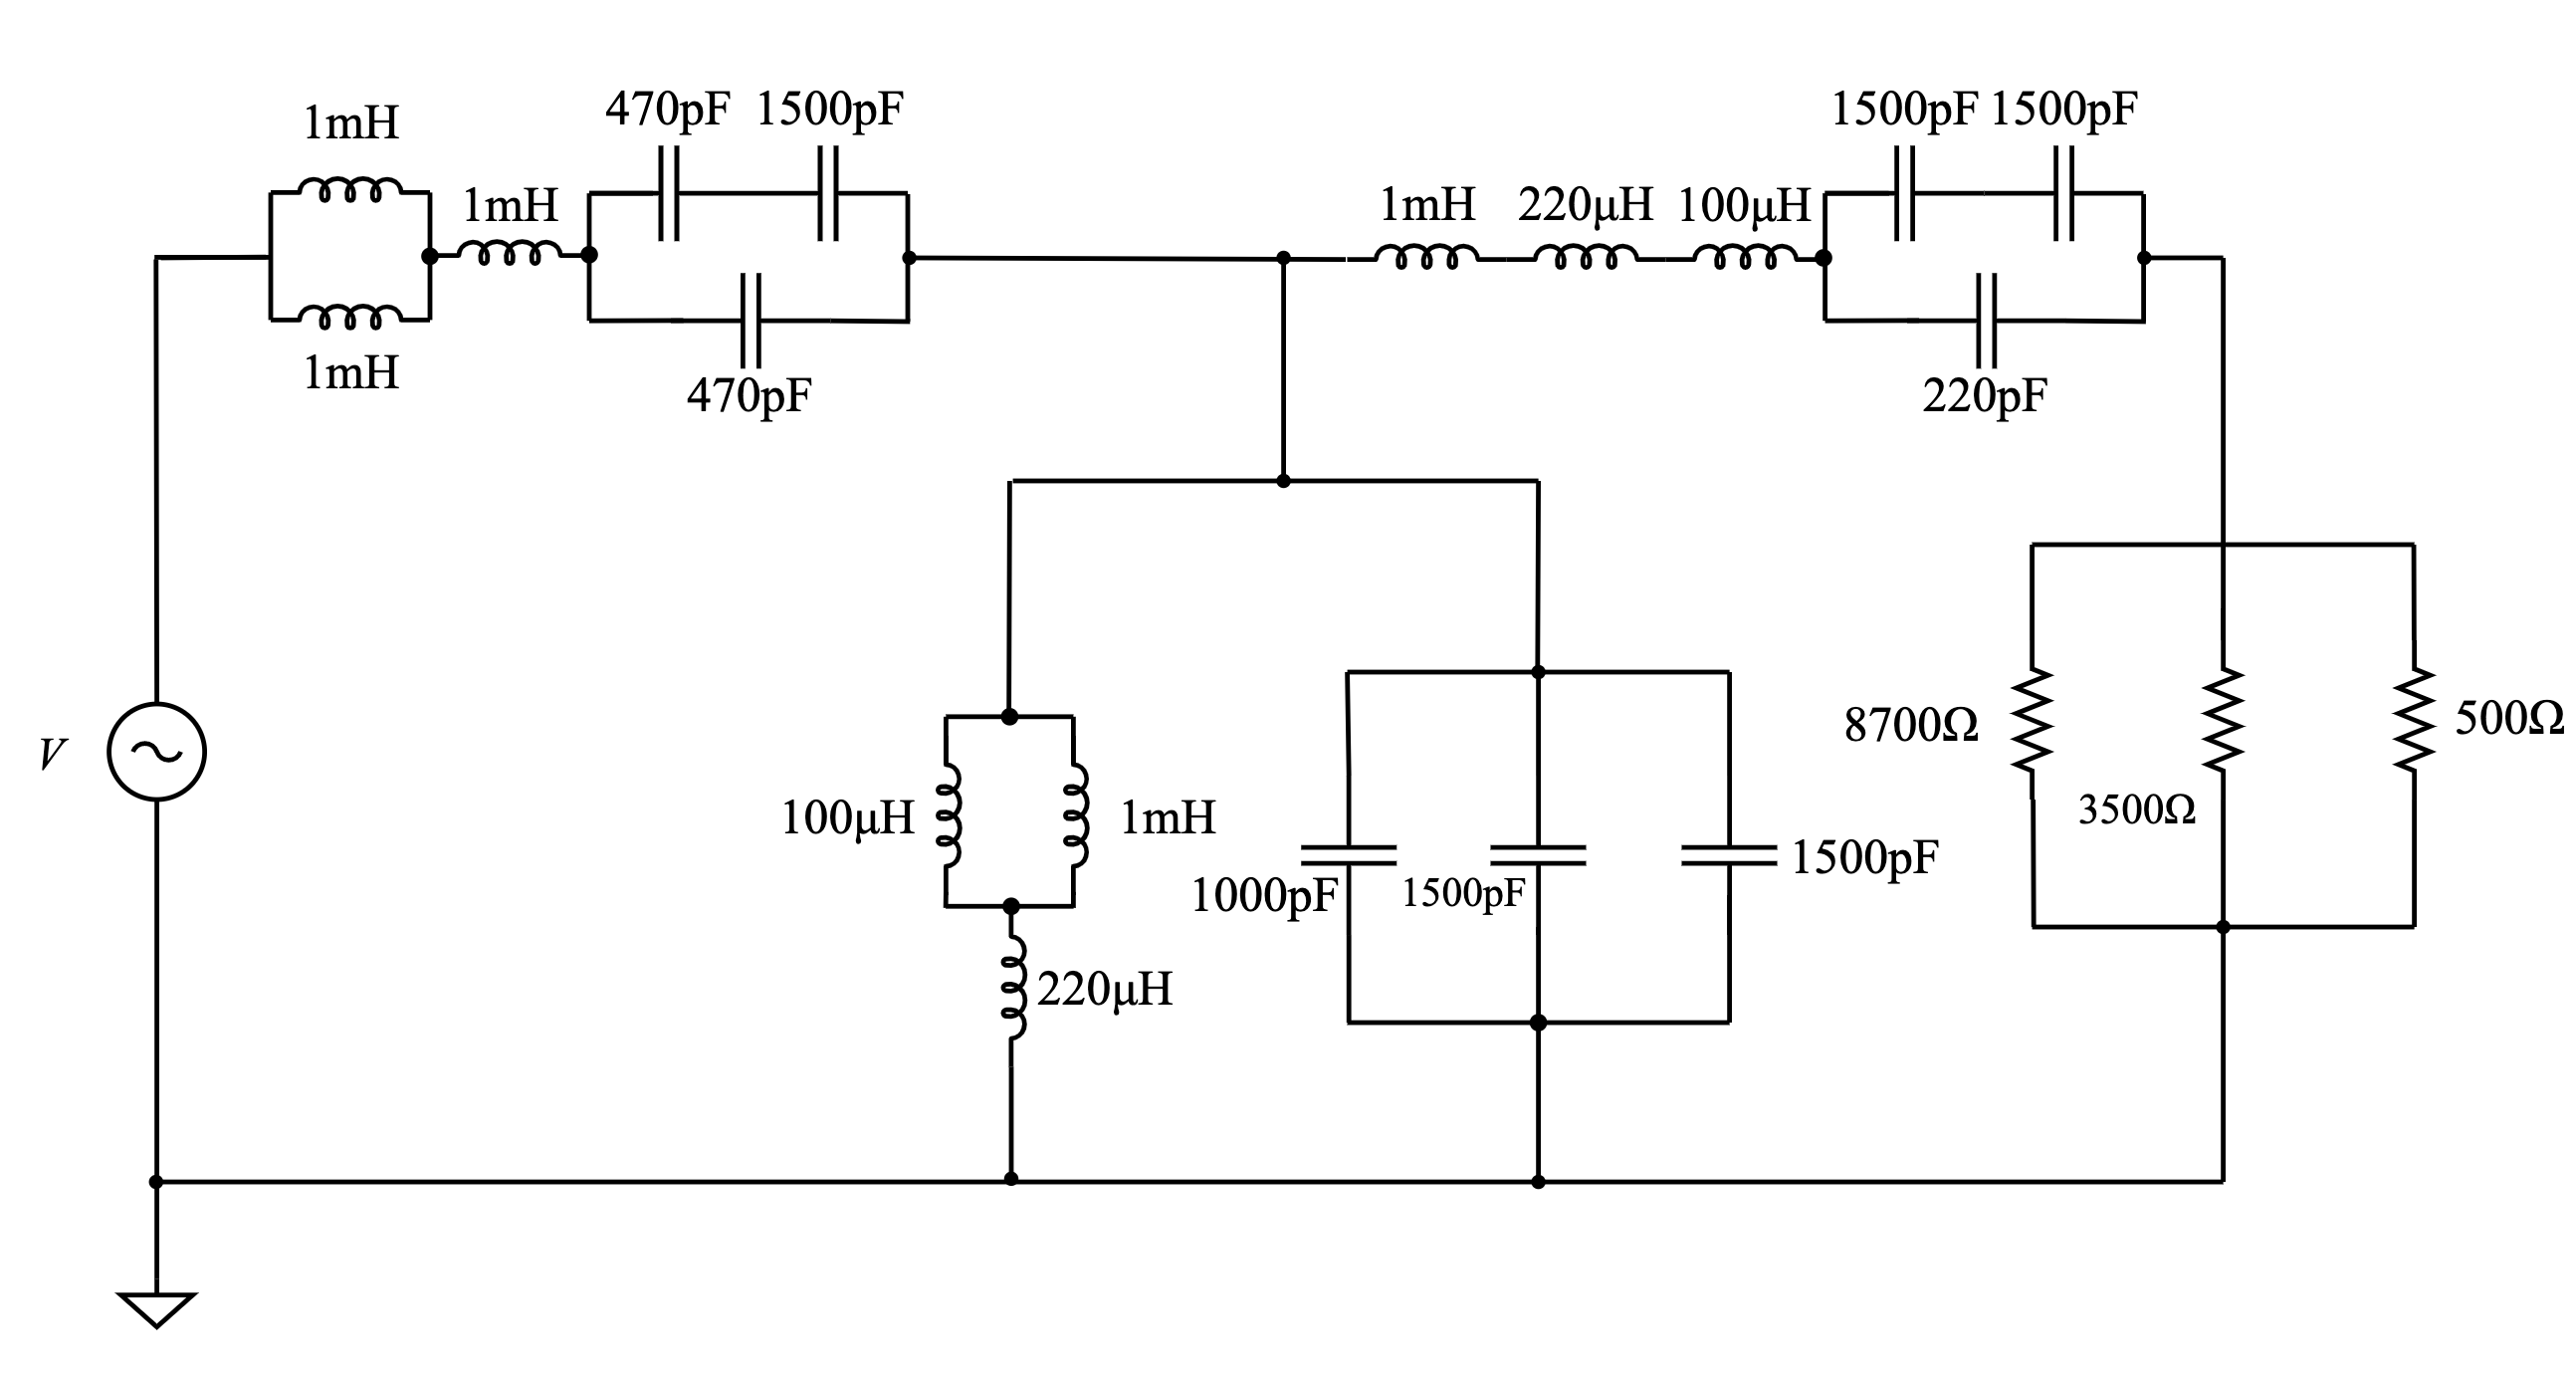 470pF 1500pF
1500pF 1500pF
1mH
1mH
1mH 220μH 100μH
1mH
470pF
220pF
V
8700Ω
500Ω
3500Ω
100μH
1mH
1500pF
1000pF
1500pF
220μH